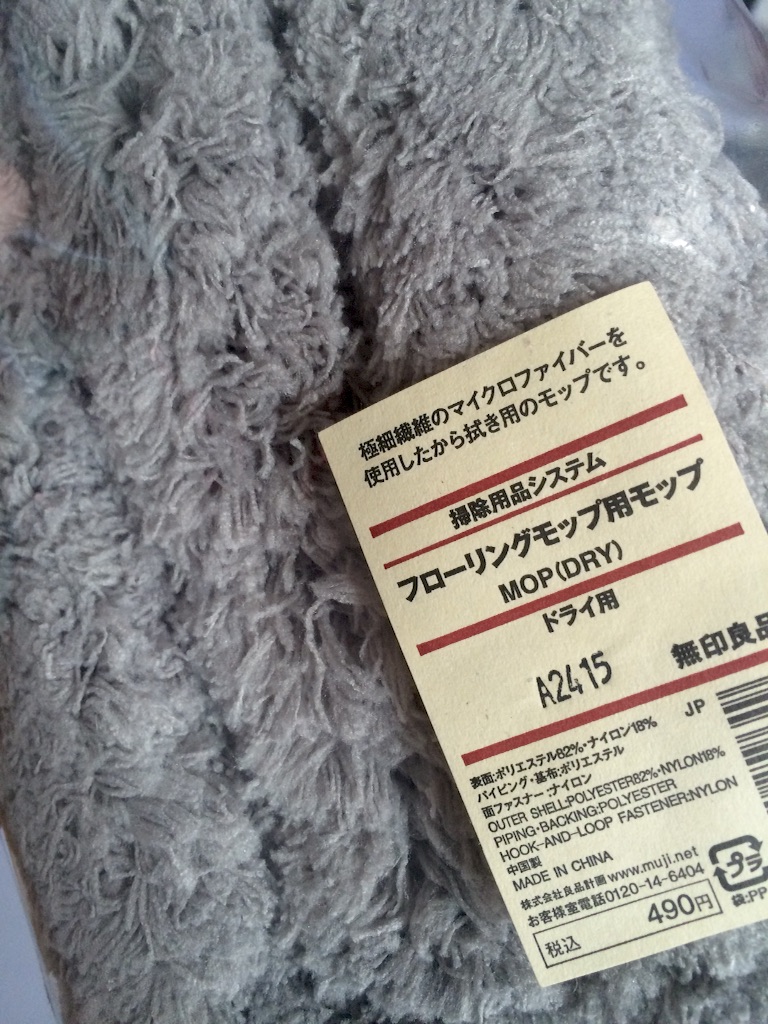 極細繊維のマイクロファイバーを
使用したから拭き用のモップです。
掃除用品システム
フローリングモップ用モップ
MOP(DRY)
ドライ用
A2415
無印良品
JP
表面:ポリエステル82%・ナイロン18%
パイピング・基布:ポリエステル
面ファスナー:ナイロン
OUTER SHELL:POLYESTER82%・NYLON18%
PIPING・BACKING:POLYESTER
HOOK-AND-LOOP FASTENER:NYLON
中国製
MADE IN CHINA
株式会社良品計画 www.muji.net
お客様室電話0120-14-6404
プラ
袋:PP
税込 490円